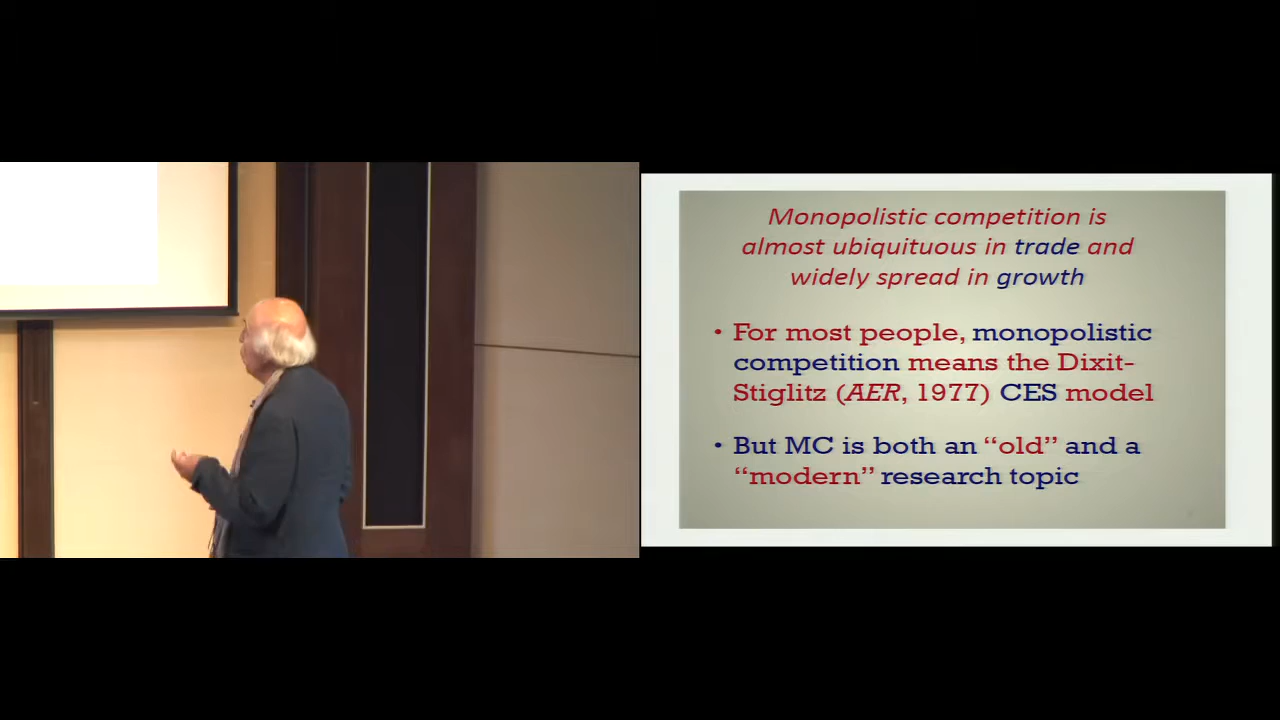 Monopolistic competition is
almost ubiquituous in trade and
widely spread in growth
• For most people, monopolistic
competition means the Dixit-
Stiglitz (AER, 1977) CES model
• But MC is both an “old” and a
“modern” research topic